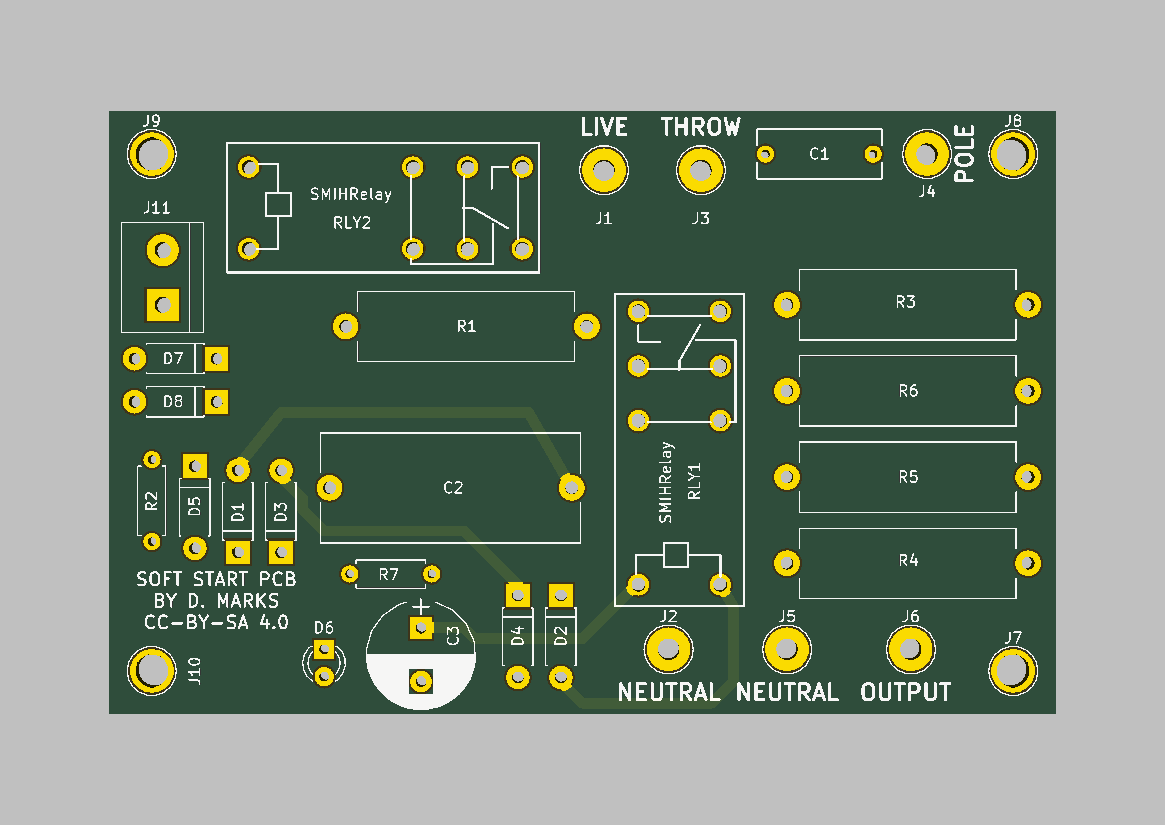 J9
LIVE
THROW
J8
POLE
C1
J4
SMIHRelay
RLY2
J11
J1
J3
R3
R1
D7
R6
D8
SMIHRelay
RLY1
R5
C2
R2
D5
D1
D3
R4
R7
SOFT START PCB
BY D. MARKS
CC-BY-SA 4.0
+
C3
D6
D4
D2
J2
J5
J6
J7
J10
NEUTRAL
NEUTRAL
OUTPUT